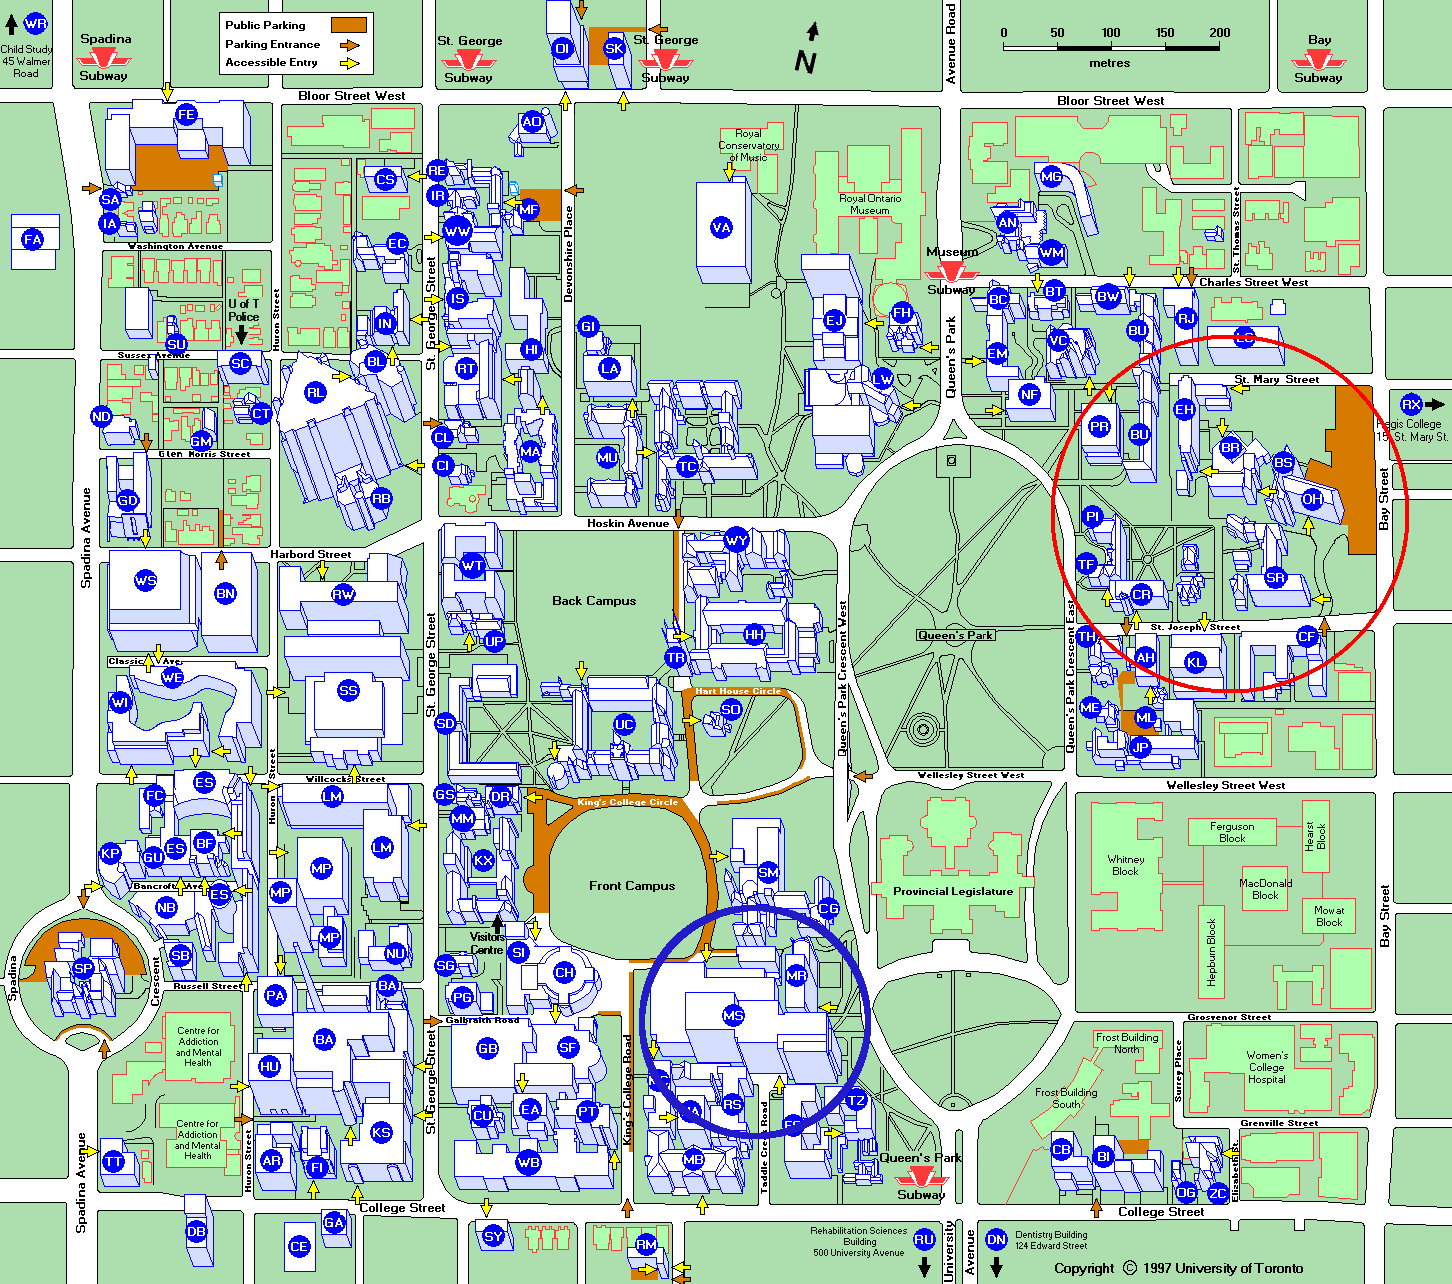 WR
Child Study
45 Walmer
Road
Spadina
Subway
Public Parking
Parking Entrance
Accessible Entry
St. George
Subway
OI
SK
St. George
Subway
N
Avenue Road
0 50 100 150 200
metres
Bay
Subway
Bloor Street West
Bloor Street West
FE
AO
Royal
Conservatory
of Music
CS
RE
IR
MF
SA
IA
WW
VA
Royal Ontario
Museum
MG
AN
WM
St. Thomas Street
FA
Washington Avenue
EC
Devonshire Place
Museum
Subway
Charles Street West
U of T
Police
Huron Street
St. George Street
IS
IN
GI
HI
EJ
FH
BC
BT
BW
BU
RJ
VC
EM
SU
Sussex Avenue
SC
BL
RT
LA
LW
NF
Queen's Park
St. Mary Street
RL
ND
CT
GM
Glen Morris Street
CL
CI
MA
MU
TC
PR
BU
EH
BR
BS
OH
RX
Regis College
15 St. Mary St.
Bay Street
GD
RB
Spadina Avenue
Hoskin Avenue
Harbord Street
PI
TF
CR
SR
WS
BN
RW
WT
WY
Back Campus
UP
HH
TR
Queen's Park
Queen's Park Crescent West
Queen's Park Crescent East
St. Joseph Street
TH
AH
KL
CF
Classic Ave.
WE
WI
SS
St. George Street
SD
UC
Hart House Circle
SO
ME
ML
JP
Willcocks Street
Huron Street
Wellesley Street West
Wellesley Street West
ES
FC
LM
GS
DR
King's College Circle
MM
KX
KP
GU
ES
BF
LM
MP
Bancroft Ave.
ES
MP
NB
Front Campus
SM
CG
Provincial Legislature
Whitney
Block
Ferguson
Block
Hearst
Block
MacDonald
Block
Mowat
Block
Hepburn Block
Bay Street
Visitors
Centre
MP
NU
SB
SP
Spadina
Crescent
Russell Street
SG
SI
CH
PG
BA
PA
MR
MS
Galbraith Road
Grosvenor Street
Centre for
Addiction
and Mental
Health
BA
HU
GB
SF
King's College Road
Frost Building
North
Frost Building
South
Surrey Place
Women's
College
Hospital
Centre for
Addiction
and Mental
Health
St. George Street
CU
EA
PT
RS
TZ
Taddle Creek Road
Grenville Street
Spadina Avenue
TT
Huron Street
AR
FI
KS
WB
MB
Queen's Park
Subway
CB
BI
OG
ZC
Elizabeth St.
College Street
College Street
DB
CE
GA
SY
RM
Rehabilitation Sciences
Building
500 University Avenue
RU
University
Avenue
DN
Dentistry Building
124 Edward Street
Copyright © 1997 University of Toronto